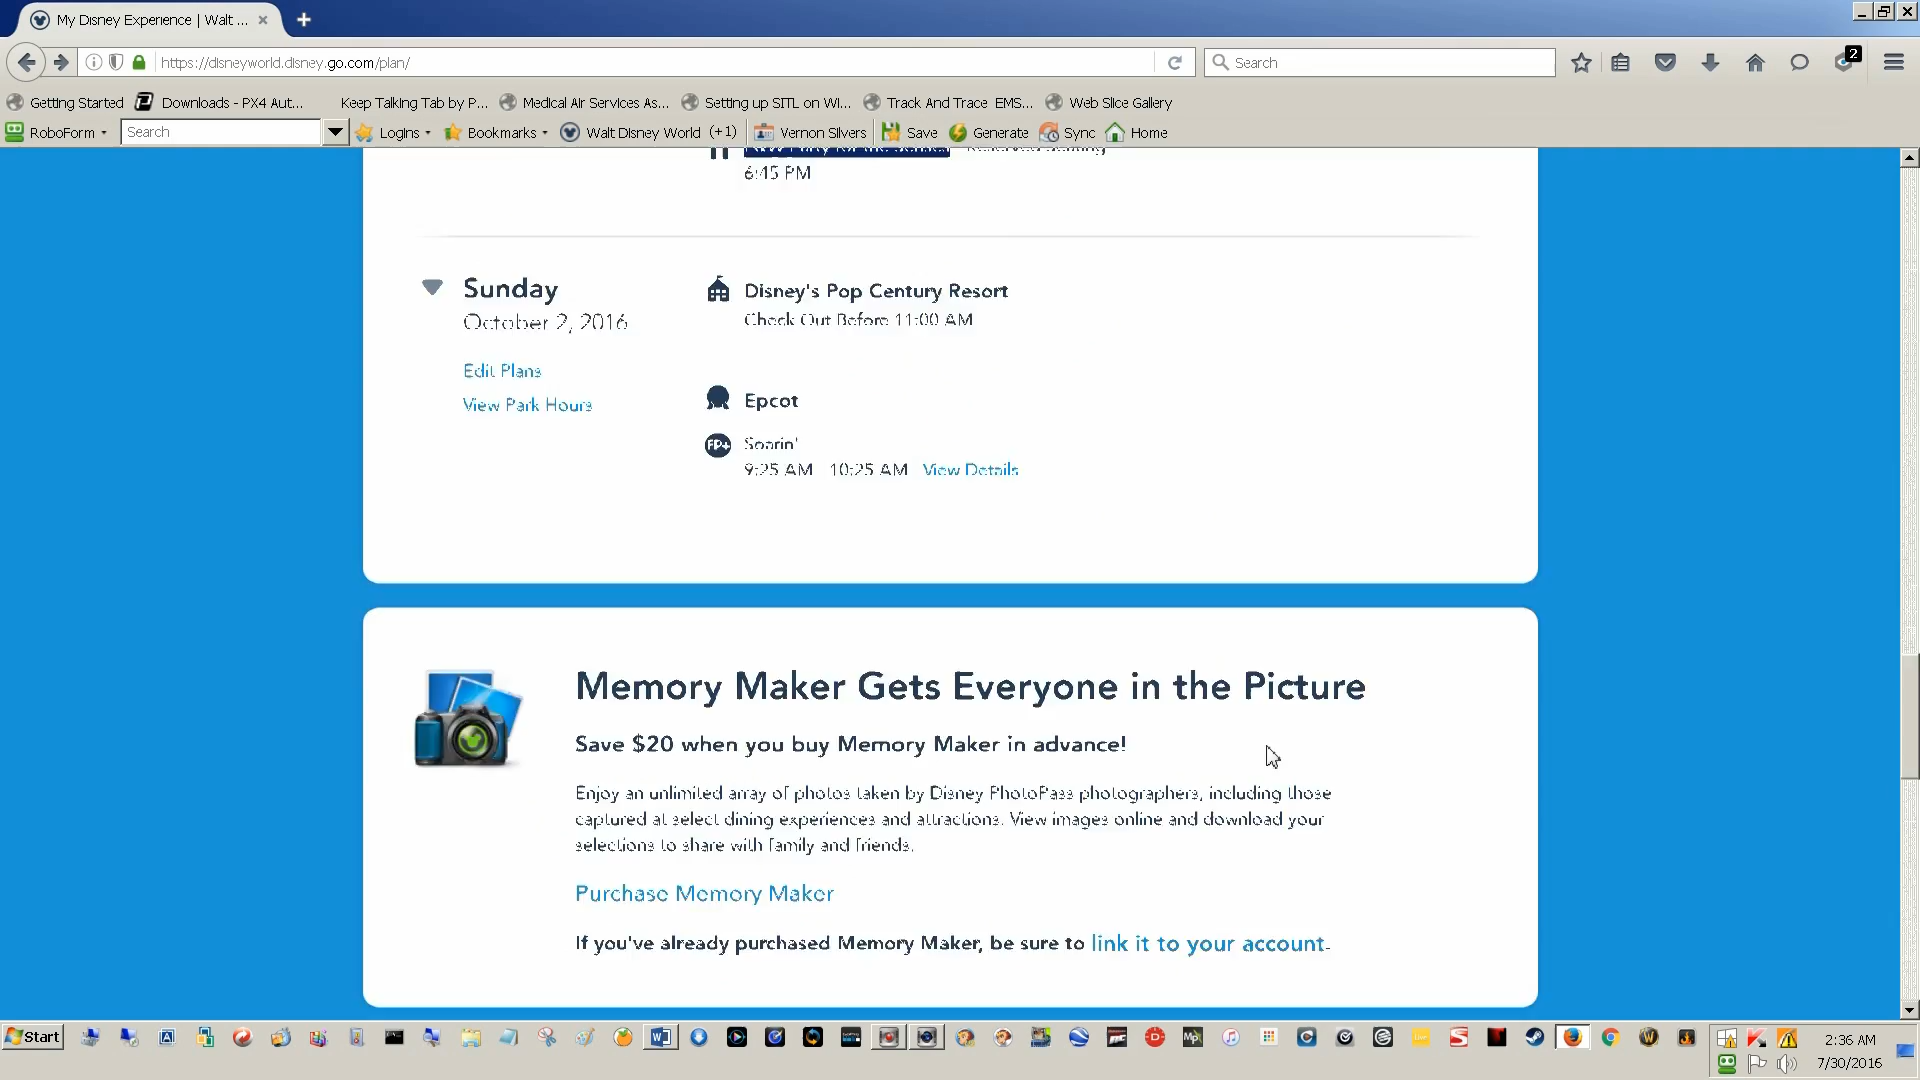 My Disney Experience | Walt ...
https://disneyworld.disney.go.com/plan/
Search
2
Getting Started
Downloads - PX4 Aut...
Keep Talking Tab by P...
Medical Air Services As...
Setting up SITL on Wi...
Track And Trace EMS...
Web Slice Gallery
RoboForm
Search
Logins
Bookmarks
Walt Disney World (+1)
Vernon Silvers
Save
Generate
Sync
Home
6:45 PM
Sunday
October 2, 2016
Edit Plans
View Park Hours
Disney's Pop Century Resort
Check Out Before 11:00 AM
Epcot
FP+
Soarin'
9:25 AM 10:25 AM View Details
Memory Maker Gets Everyone in the Picture
Save $20 when you buy Memory Maker in advance!
Enjoy an unlimited array of photos taken by Disney PhotoPass photographers, including those
captured at select dining experiences and attractions. View images online and download your
selections to share with family and friends.
Purchase Memory Maker
If you've already purchased Memory Maker, be sure to link it to your account.
Start
2:36 AM
7/30/2016